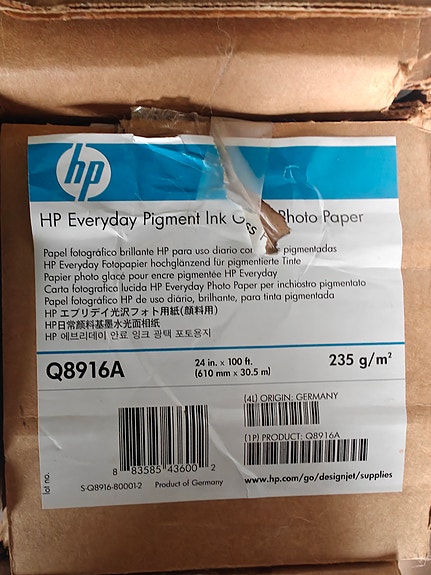 hp
HP Everyday Pigment Ink Photo Paper
Papel fotográfico brillante HP para uso diario con pigmentadas
HP Everyday Fotopapier hochglänzend für pigmentierte Tinte
Papier photo glacé pour encre pigmentée HP Everyday
Carta fotografica lucida HP Everyday Photo Paper per inchiostro pigmentato
Papel fotográfico HP de uso diário, brilhante, para tinta pigmentada
HP エブリデイ光沢フォト用紙(顔料用)
HP日常顏料基墨水光面相紙
HP 에브리데이 안료 잉크 광택 포토용지
Q8916A
24 in. x 100 ft.
(610 mm x 30.5 m)
235 g/m²
(4L) ORIGIN: GERMANY
(1P) PRODUCT: Q8916A
8 83585 43600 2
lot no.
S-Q8916-80001-2 Product of Germany
www.hp.com/go/designjet/supplies